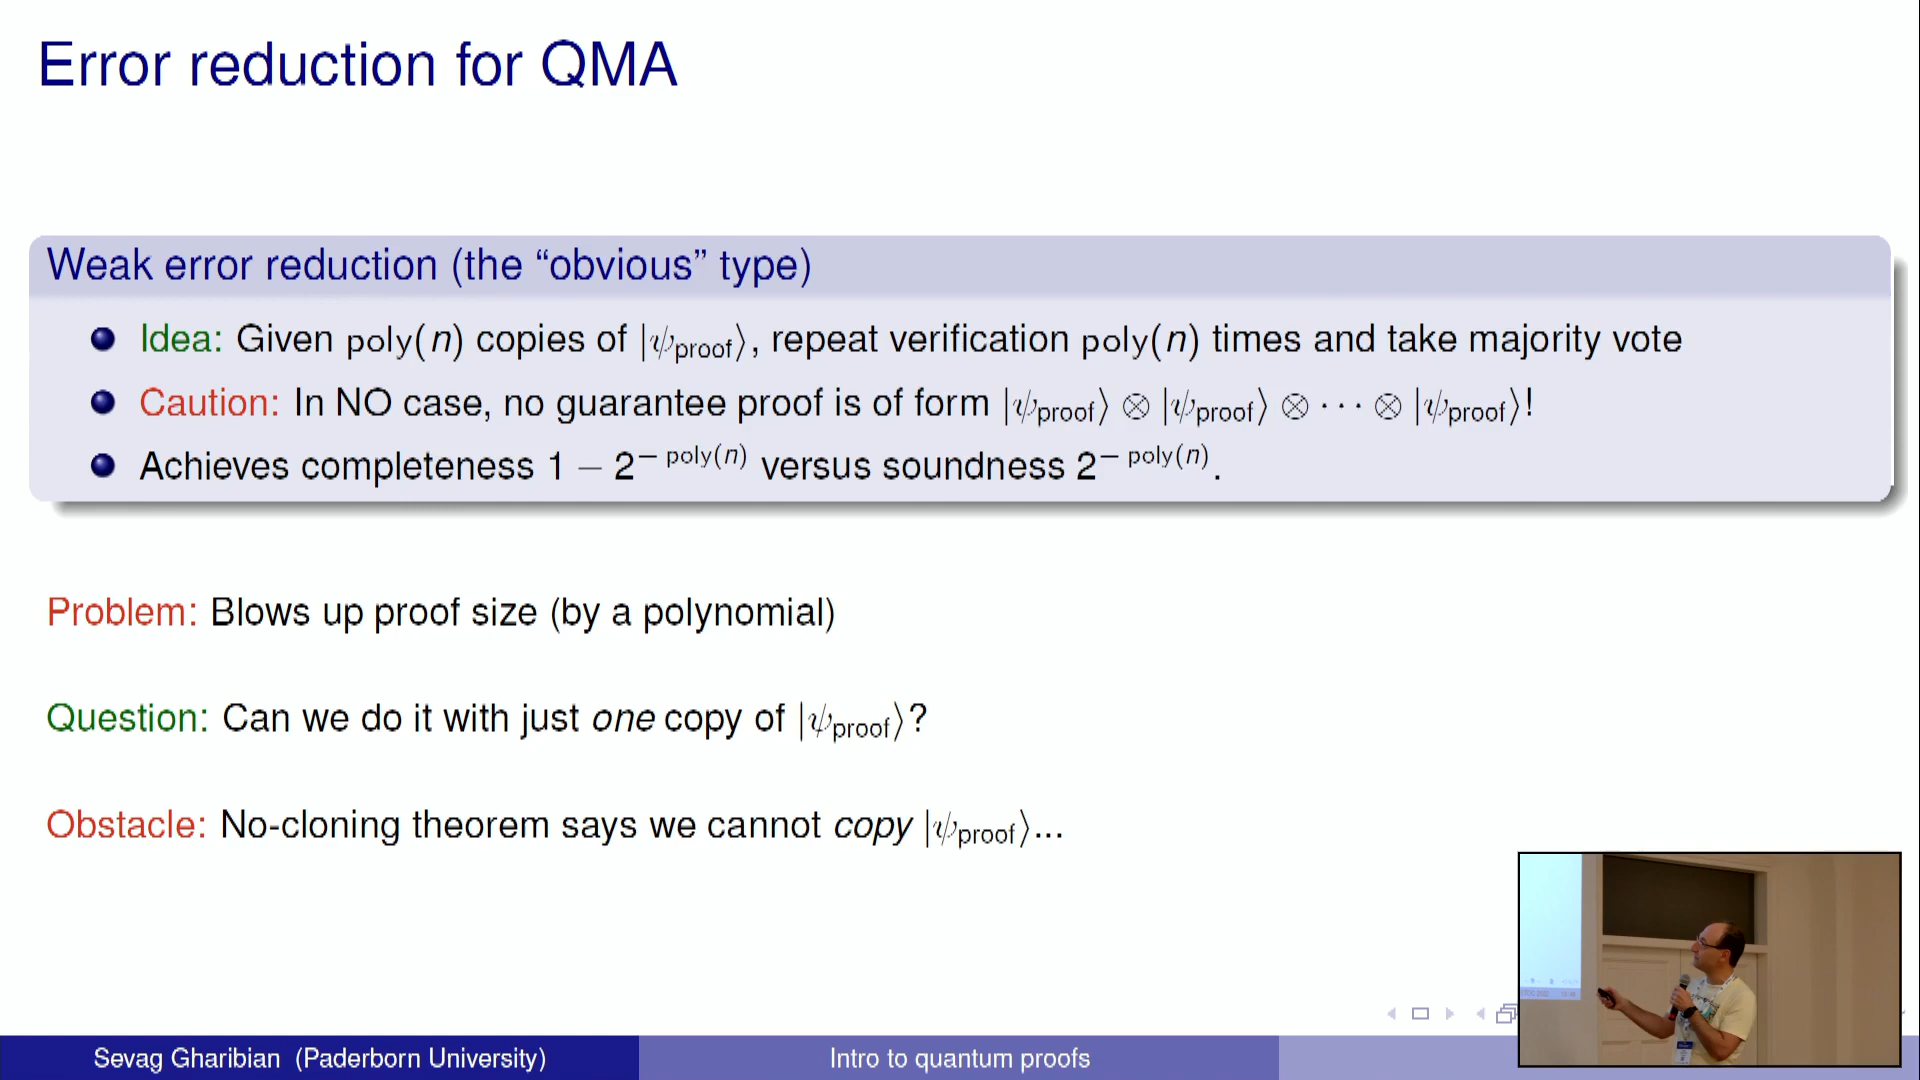 Error reduction for QMA
Weak error reduction (the “obvious” type)
Idea: Given poly(n) copies of |ψproof⟩, repeat verification poly(n) times and take majority vote
Caution: In NO case, no guarantee proof is of form |ψproof⟩ ⊗ |ψproof⟩ ⊗ · · · ⊗ |ψproof⟩!
Achieves completeness 1 − 2^− poly(n) versus soundness 2^− poly(n).
Problem: Blows up proof size (by a polynomial)
Question: Can we do it with just one copy of |ψproof⟩?
Obstacle: No-cloning theorem says we cannot copy |ψproof⟩...
Sevag Gharibian (Paderborn University)
Intro to quantum proofs